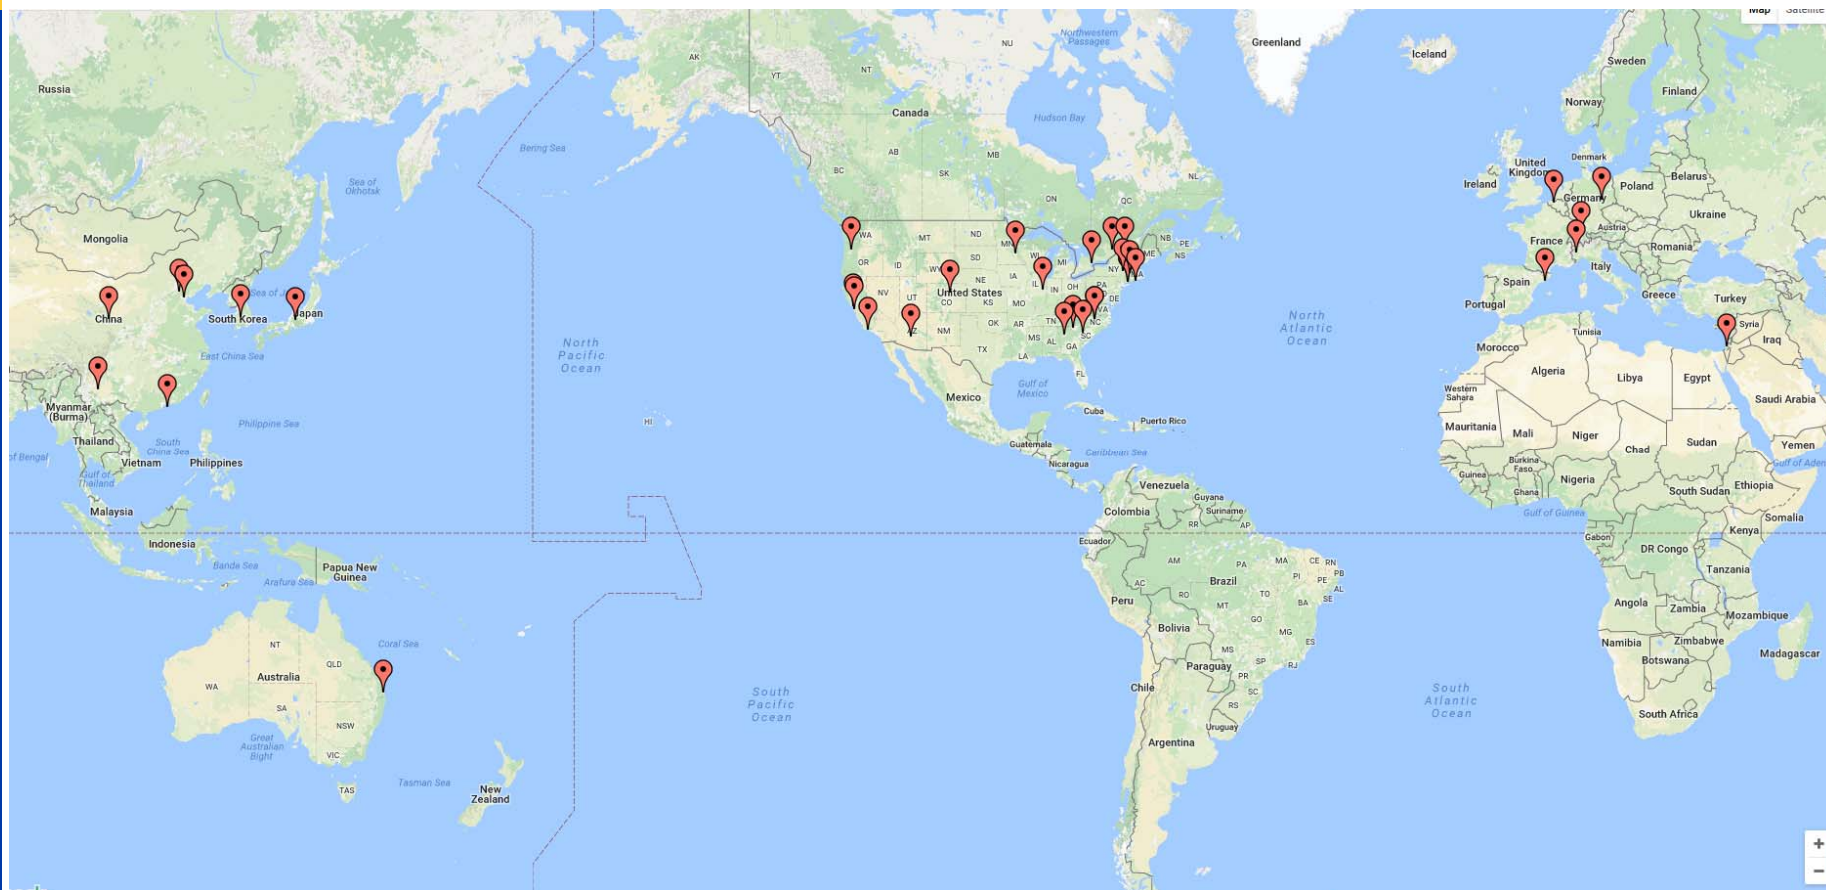 Map
Satellite
Greenland
Iceland
Sweden
Finland
Norway
Russia
AK
YT
NT
NU
Northwestern
Passages
Canada
Hudson Bay
Bering Sea
Sea of
Okhotsk
BC
AB
SK
MB
ON
QC
NL
NB
PE
NS
ME
United
Kingdom
Ireland
Denmark
Belarus
Poland
Germany
Ukraine
France
Austria
Romania
Italy
Spain
Portugal
Greece
Turkey
Syria
Iraq
Mongolia
China
South Korea
Sea of J
Japan
East China Sea
WA
OR
ID
MT
ND
MN
SD
WI
MI
WY
NE
IA
IL
IN
OH
PA
NY
NV
UT
CO
United States
KS
MO
DE
VA
AZ
NM
OK
AR
TN
NC
SC
MS
AL
GA
TX
LA
FL
North
Pacific
Ocean
North
Atlantic
Ocean
Gulf of
Mexico
Mexico
Cuba
Puerto Rico
Guatemala
Caribbean Sea
Nicaragua
HI
Tunisia
Morocco
Algeria
Libya
Egypt
Western
Sahara
Saudi Arabia
Mauritania
Mali
Niger
Chad
Sudan
Yemen
Gulf of Aden
Burkina
Faso
Guinea
Nigeria
Ghana
South Sudan
Ethiopia
Gulf of Guinea
Somalia
Gabon
Kenya
DR Congo
Tanzania
Angola
Zambia
Mozambique
Namibia
Zimbabwe
Botswana
Madagascar
South Africa
Myanmar
(Burma)
Thailand
of Bengal
Vietnam
South
China Sea
Philippines
Philippine Sea
Gulf of
Thailand
Malaysia
Indonesia
Banda Sea
Arafura Sea
Papua New
Guinea
Coral Sea
NT
QLD
Australia
WA
SA
NSW
VIC
TAS
Great
Australian
Bight
Tasman Sea
New
Zealand
South
Pacific
Ocean
South
Atlantic
Ocean
Venezuela
Guyana
Suriname
Colombia
RR
AP
Ecuador
AM
PA
MA
CE
RN
PB
PI
PE
AL
SE
AC
RO
TO
BA
Brazil
MT
Peru
GO
MG
ES
Bolivia
MS
SP
RJ
Paraguay
PR
SC
RS
Chile
Uruguay
Argentina
+
−